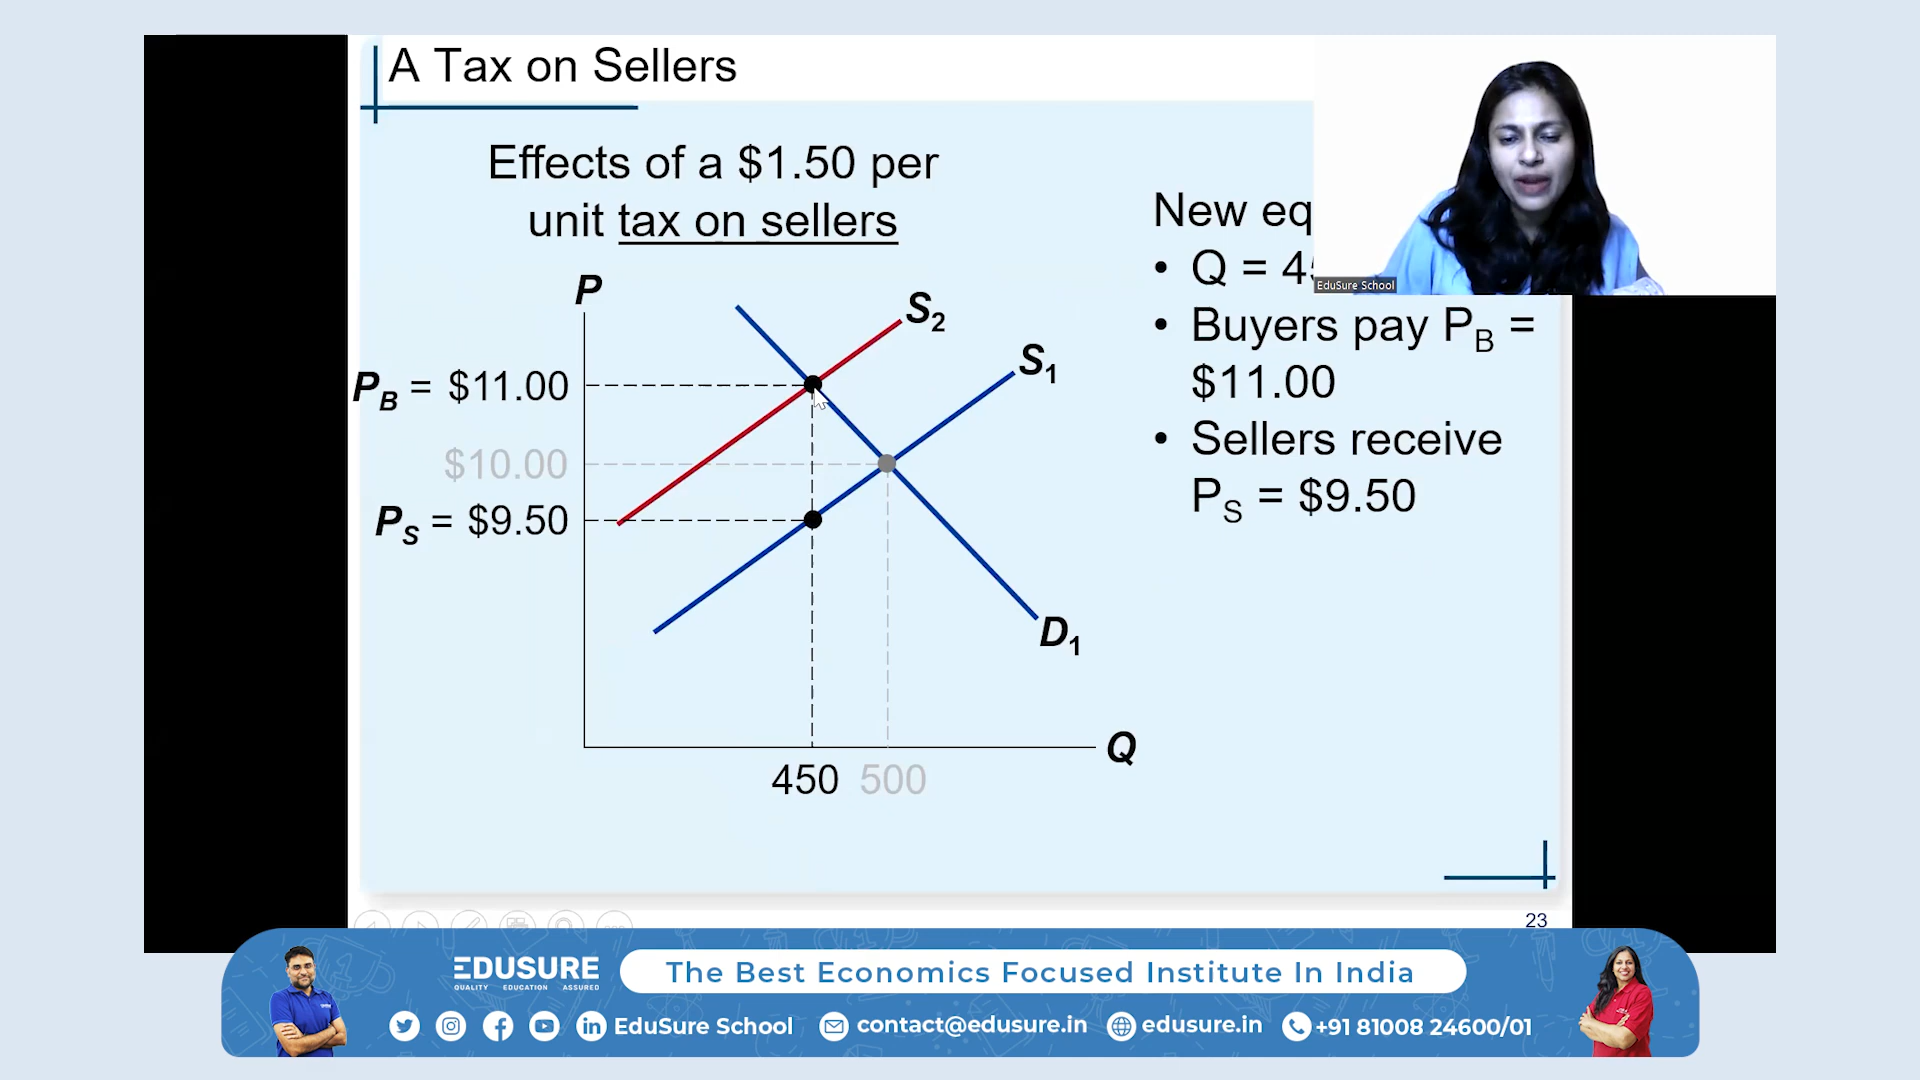 A Tax on Sellers
Effects of a $1.50 per
unit tax on sellers
New eq
• Q = 45
• Buyers pay PB =
$11.00
• Sellers receive
PS = $9.50
P
S2
S1
PB = $11.00
$10.00
PS = $9.50
D1
Q
450 500
EduSure School
23
EDUSURE
QUALITY EDUCATION ASSURED
The Best Economics Focused Institute In India
EduSure School contact@edusure.in edusure.in +91 81008 24600/01